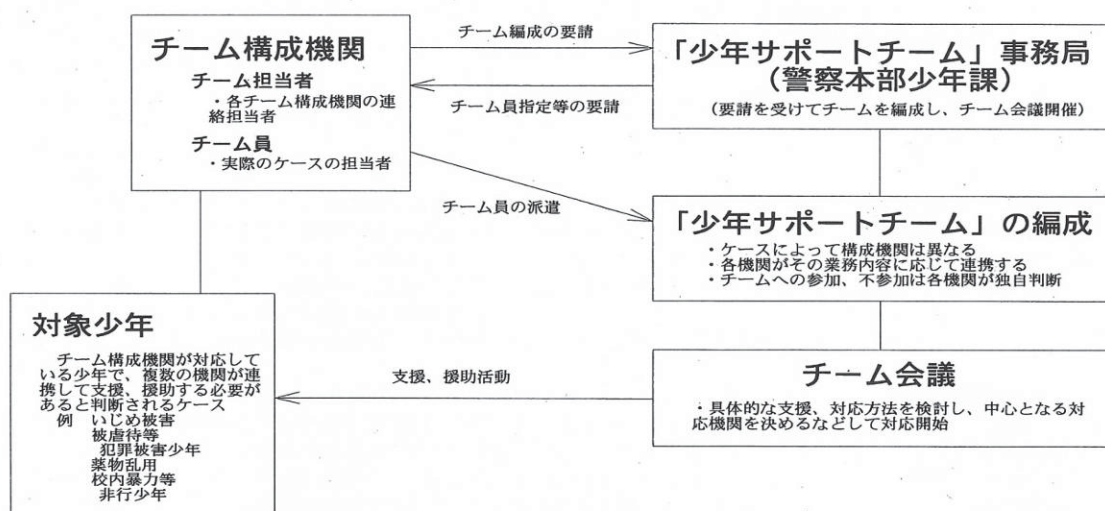 チーム構成機関
チーム担当者
・各チーム構成機関の連
絡担当者
チーム員
・実際のケースの担当者
チーム編成の要請
チーム員指定等の要請
チーム員の派遣
「少年サポートチーム」事務局
(警察本部少年課)
(要請を受けてチームを編成し、チーム会議開催)
「少年サポートチーム」の編成
・ケースによって構成機関は異なる
・各機関がその業務内容に応じて連携する
・チームへの参加、不参加は各機関が独自判断
対象少年
チーム構成機関が対応して
いる少年で、複数の機関が連
携して支援、援助する必要が
あると判断されるケース
例 いじめ被害
被虐待等
犯罪被害少年
薬物乱用
校内暴力等
非行少年
支援、援助活動
チーム会議
・具体的な支援、対応方法を検討し、中心となる対
応機関を決めるなどして対応開始